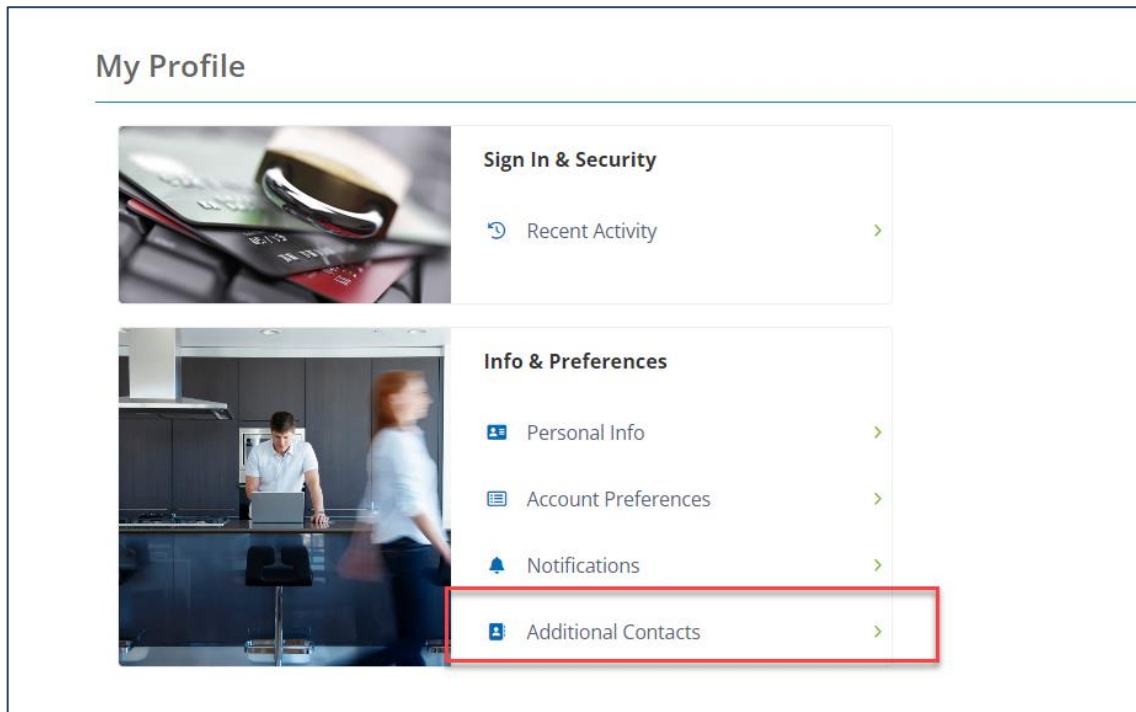 My Profile
Sign In & Security
Recent Activity
Info & Preferences
Personal Info
Account Preferences
Notifications
Additional Contacts